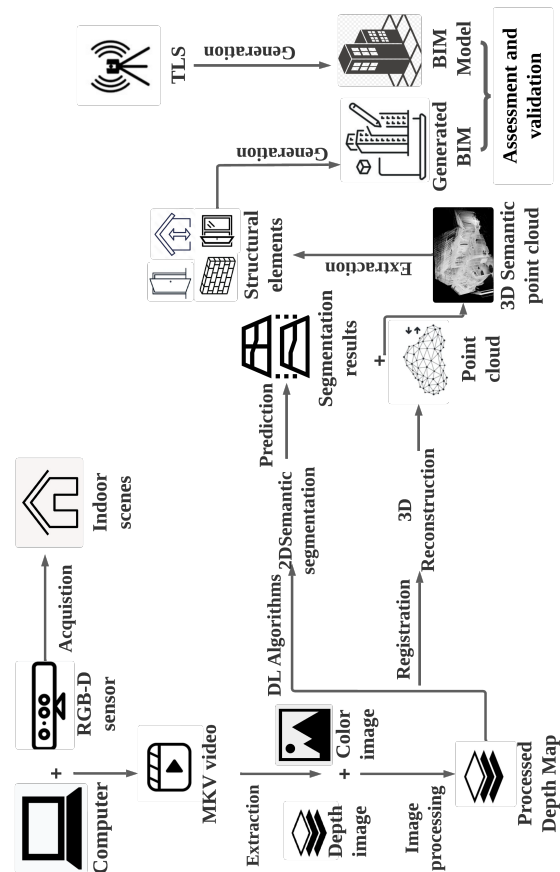 Computer
+
RGB-D
sensor
Acquistion
Indoor
scenes
MKV video
Extraction
Depth
image
+
Color
image
Image
processing
Processed
Depth Map
DL Algorithms
2DSemantic
segmentation
Prediction
Segmentation
results
Registration
3D
Reconstruction
Point
cloud
+
3D Semantic
point cloud
Extraction
Structural
elements
Generation
Generated
BIM
TLS
Generation
BIM
Model
Assessment and
validation